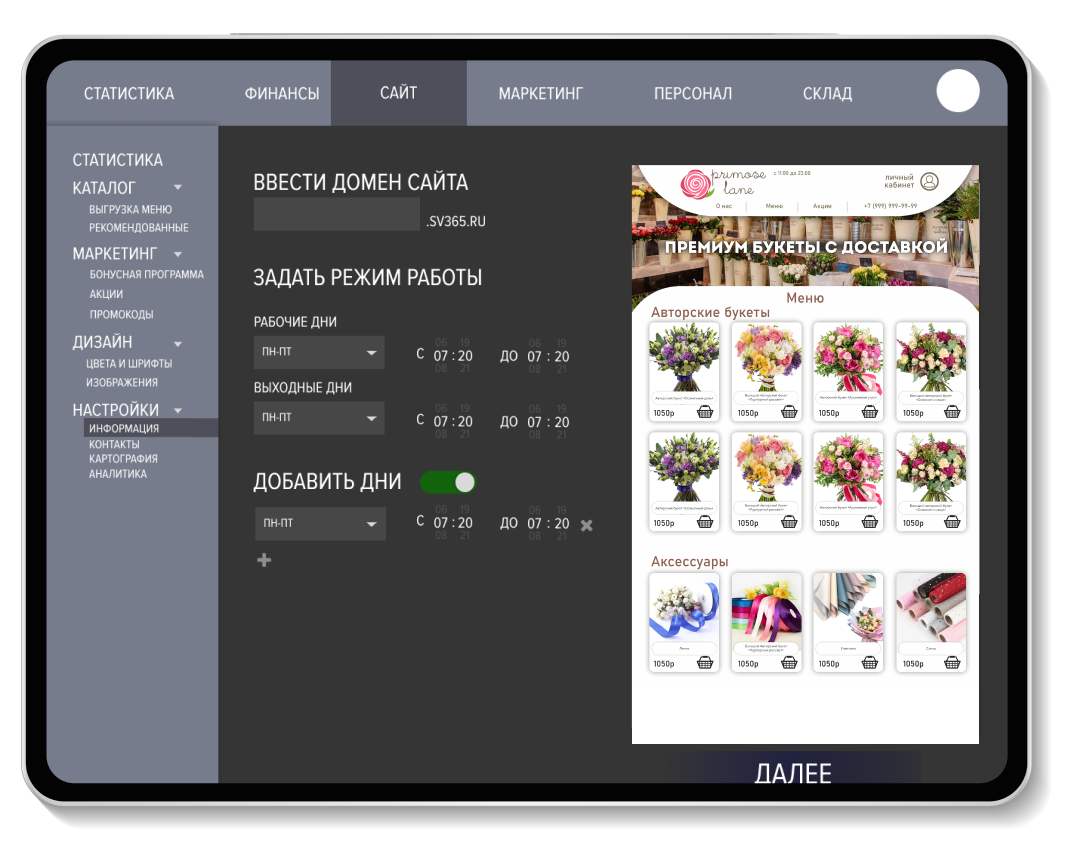 СТАТИСТИКА
ФИНАНСЫ
САЙТ
МАРКЕТИНГ
ПЕРСОНАЛ
СКЛАД
СТАТИСТИКА
КАТАЛОГ
ВЫГРУЗКА МЕНЮ
РЕКОМЕНДОВАННЫЕ
МАРКЕТИНГ
БОНУСНАЯ ПРОГРАММА
АКЦИИ
ПРОМОКОДЫ
ДИЗАЙН
ЦВЕТА И ШРИФТЫ
ИЗОБРАЖЕНИЯ
НАСТРОЙКИ
ИНФОРМАЦИЯ
КОНТАКТЫ
КАРТОГРАФИЯ
АНАЛИТИКА
ВВЕСТИ ДОМЕН САЙТА
.SV365.RU
ЗАДАТЬ РЕЖИМ РАБОТЫ
РАБОЧИЕ ДНИ
06 19 06 19
ПН-ПТ С 07 : 20 ДО 07 : 20
08 21 08 21
ВЫХОДНЫЕ ДНИ
06 19 06 19
ПН-ПТ С 07 : 20 ДО 07 : 20
08 21 08 21
ДОБАВИТЬ ДНИ
06 19 06 19
ПН-ПТ С 07 : 20 ДО 07 : 20
08 21 08 21
primose
lane
с 11:00 до 23:00
личный
кабинет
О нас
Меню
Акции
+7 (999) 999-99-99
ПРЕМИУМ БУКЕТЫ С ДОСТАВКОЙ
Меню
Авторские букеты
1050р 1050р 1050р 1050р
1050р 1050р 1050р 1050р
Аксессуары
1050р 1050р 1050р 1050р
ДАЛЕЕ